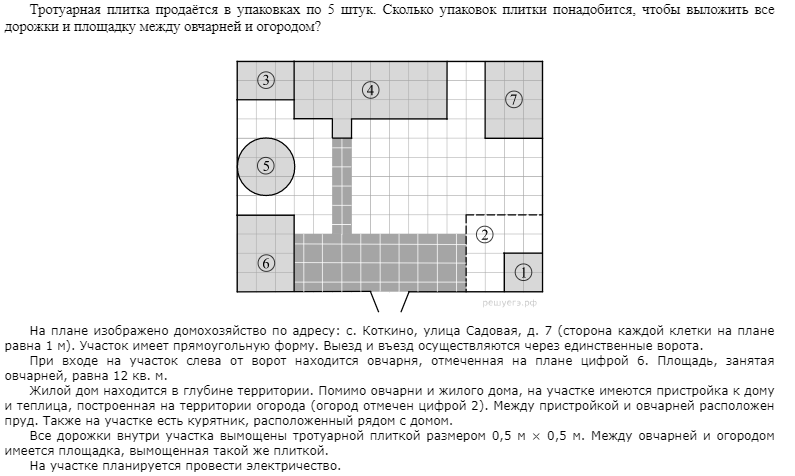 Тротуарная плитка продаётся в упаковках по 5 штук. Сколько упаковок плитки понадобится, чтобы выложить все
дорожки и площадку между овчарней и огородом?
3
4
7
5
2
6
1
решуегэ.рф
На плане изображено домохозяйство по адресу: с. Коткино, улица Садовая, д. 7 (сторона каждой клетки на плане
равна 1 м). Участок имеет прямоугольную форму. Выезд и въезд осуществляются через единственные ворота.
При входе на участок слева от ворот находится овчарня, отмеченная на плане цифрой 6. Площадь, занятая
овчарней, равна 12 кв. м.
Жилой дом находится в глубине территории. Помимо овчарни и жилого дома, на участке имеются пристройка к дому
и теплица, построенная на территории огорода (огород отмечен цифрой 2). Между пристройкой и овчарней расположен
пруд. Также на участке есть курятник, расположенный рядом с домом.
Все дорожки внутри участка вымощены тротуарной плиткой размером 0,5 м × 0,5 м. Между овчарней и огородом
имеется площадка, вымощенная такой же плиткой.
На участке планируется провести электричество.